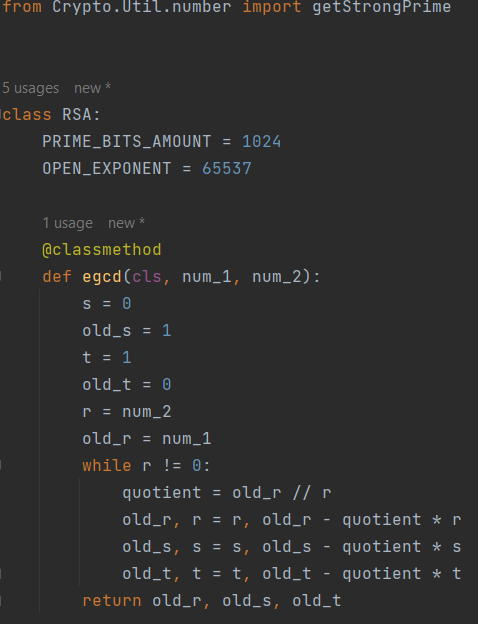 from Crypto.Util.number import getStrongPrime
5 usages new *
class RSA:
PRIME_BITS_AMOUNT = 1024
OPEN_EXPONENT = 65537
1 usage new *
@classmethod
def egcd(cls, num_1, num_2):
s = 0
old_s = 1
t = 1
old_t = 0
r = num_2
old_r = num_1
while r != 0:
quotient = old_r // r
old_r, r = r, old_r - quotient * r
old_s, s = s, old_s - quotient * s
old_t, t = t, old_t - quotient * t
return old_r, old_s, old_t